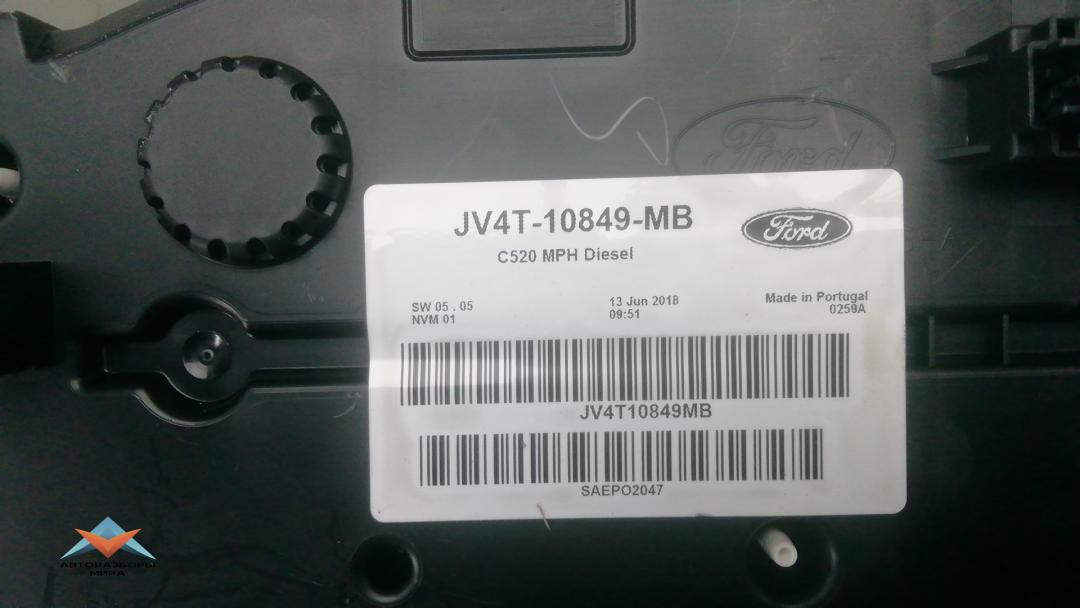 Ford
JV4T-10849-MB
Ford
C520 MPH Diesel
SW 05 . 05
NVM 01
13 Jun 2018
09:51
Made in Portugal
0259A
JV4T10849MB
SAEPO2047
АВТОРАЗБОРЫ
МИРА